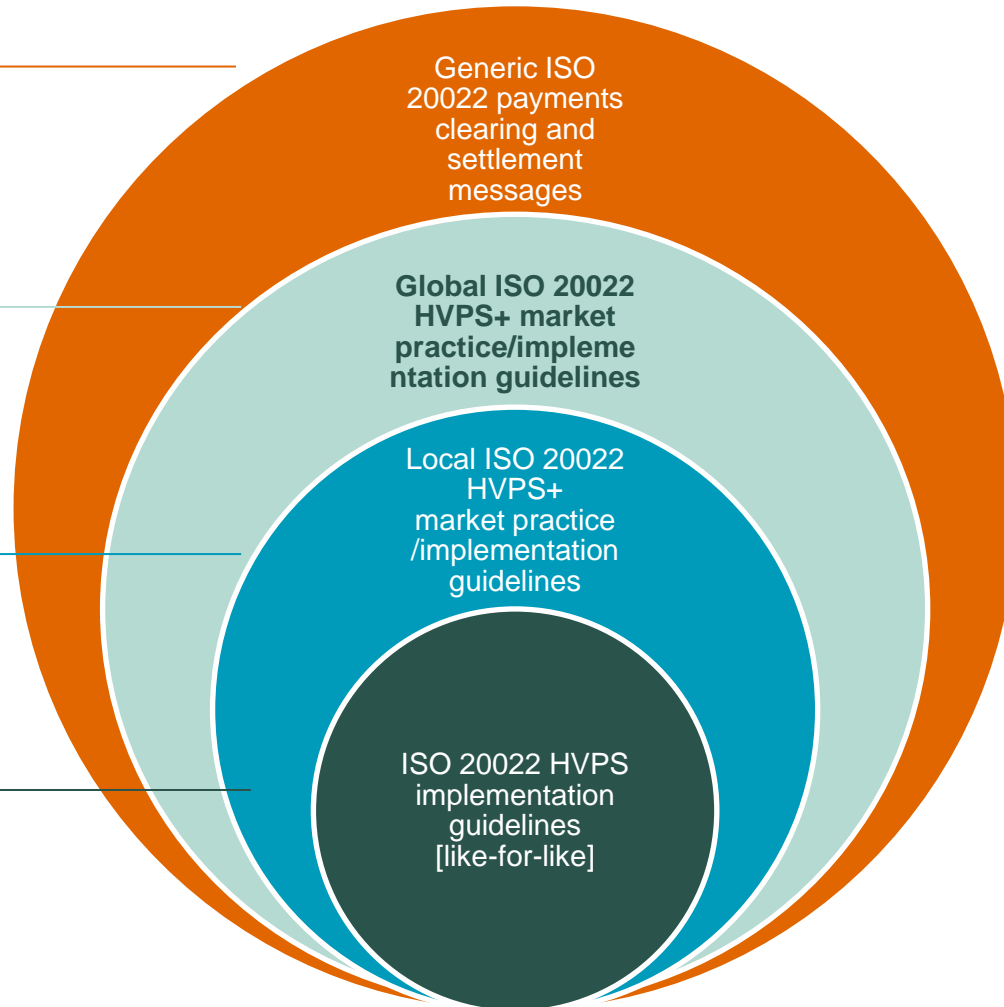 Generic ISO
20022 payments
clearing and
settlement
messages
Global ISO 20022
HVPS+ market
practice/impleme
ntation guidelines
Local ISO 20022
HVPS+
market practice
/implementation
guidelines
ISO 20022 HVPS
implementation
guidelines
[like-for-like]